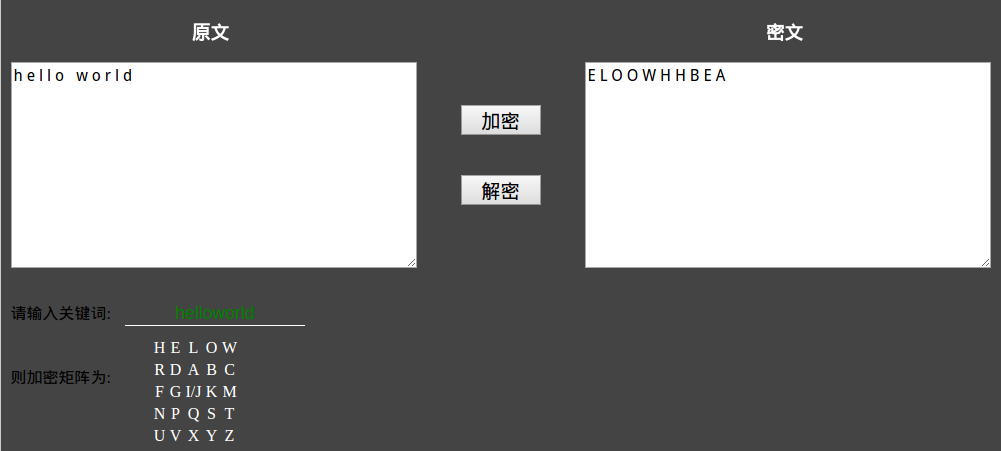 原文
密文
hello world
ELOOWHHBEA
加密
解密
请输入关键词: helloworld
则加密矩阵为:
H E L O W
R D A B C
F G I/J K M
N P Q S T
U V X Y Z